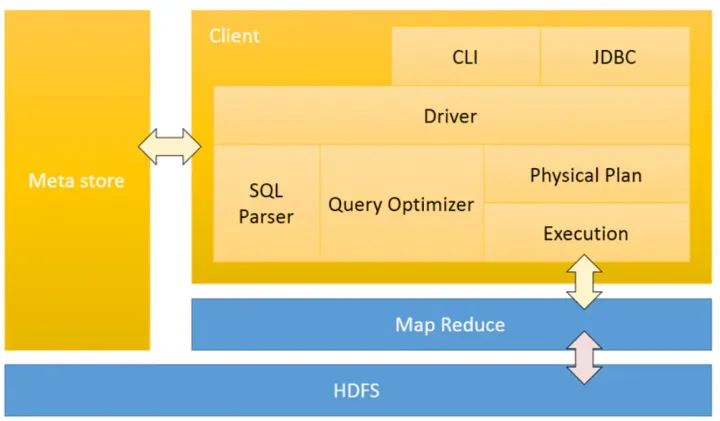 Client
CLI
JDBC
Driver
Meta store
SQL
Parser
Query Optimizer
Physical Plan
Execution
Map Reduce
HDFS